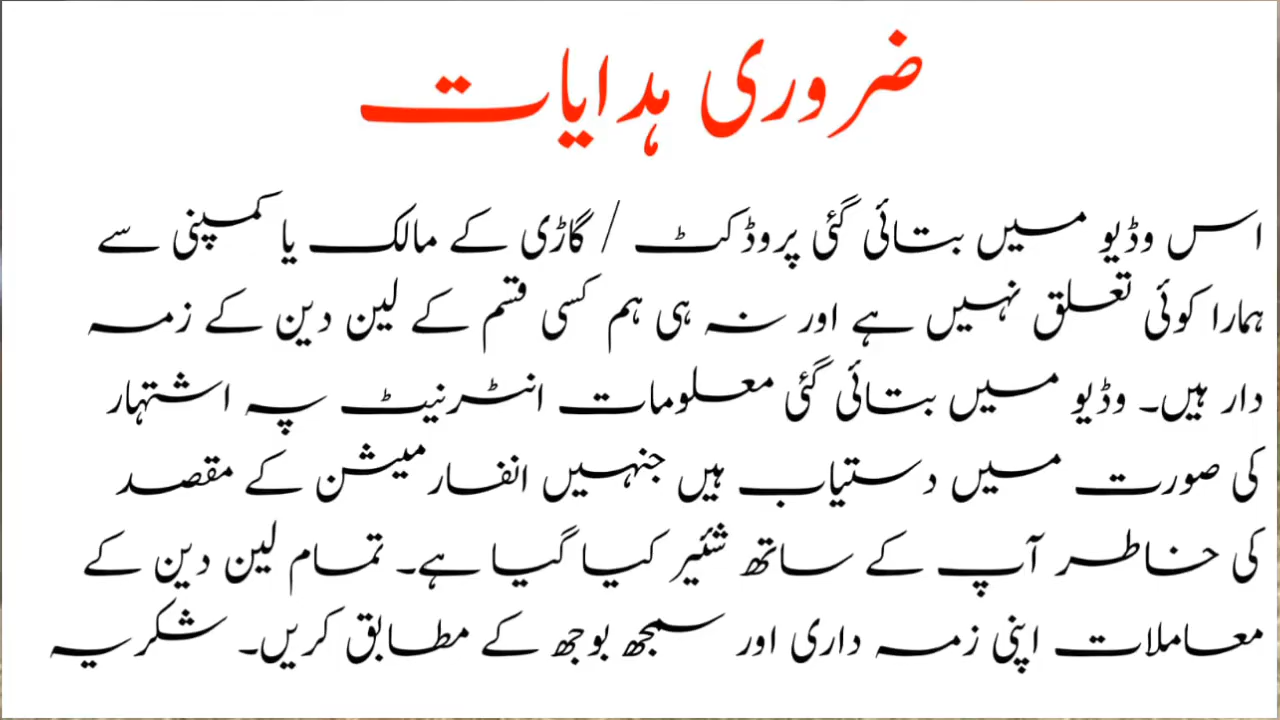 ضروری ہدایات
اس وڈیو میں بتائی گئی پروڈکٹ / گاڑی کے مالک یا کمپنی سے
ہمارا کوئی تعلق نہیں ہے اور نہ ہی ہم کسی قسم کے لین دین کے زمہ
دار ہیں۔ وڈیو میں بتائی گئی معلومات انٹرنیٹ پہ اشتہار
کی صورت میں دستیاب ہیں جنہیں انفارمیشن کے مقصد
کی خاطر آپ کے ساتھ شئیر کیا گیا ہے۔ تمام لین دین کے
معاملات اپنی زمہ داری اور سمجھ بوجھ کے مطابق کریں۔ شکریہ